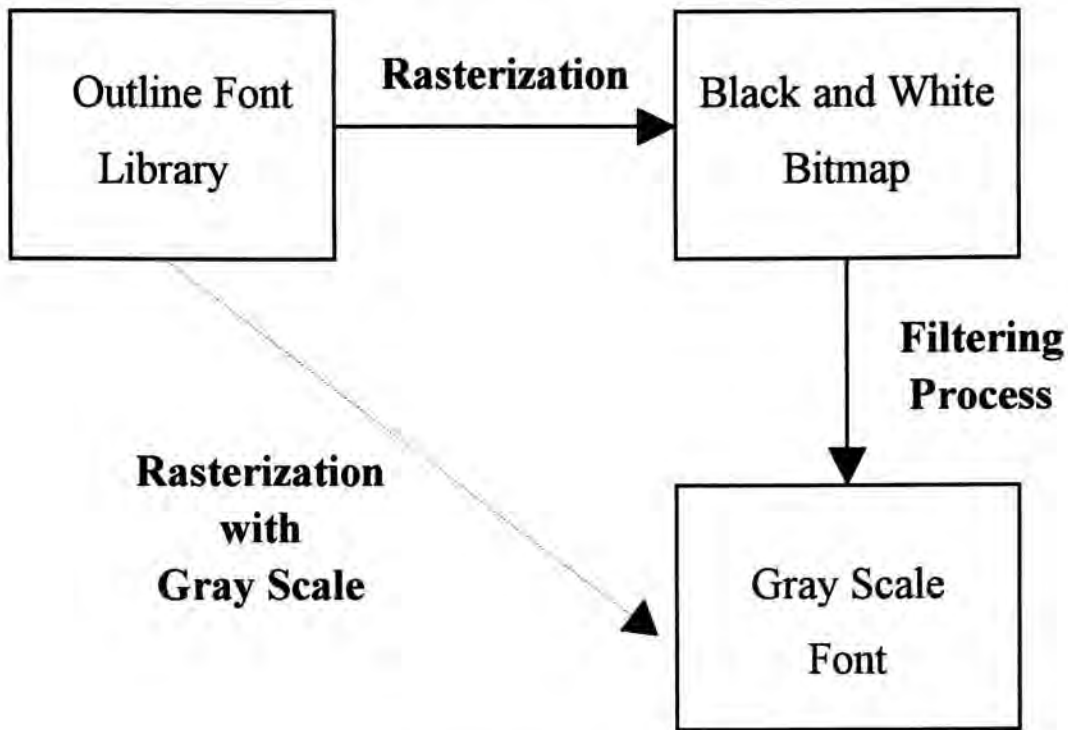 Outline Font
Library
Rasterization
Black and White
Bitmap
Filtering
Process
Rasterization
with
Gray Scale
Gray Scale
Font